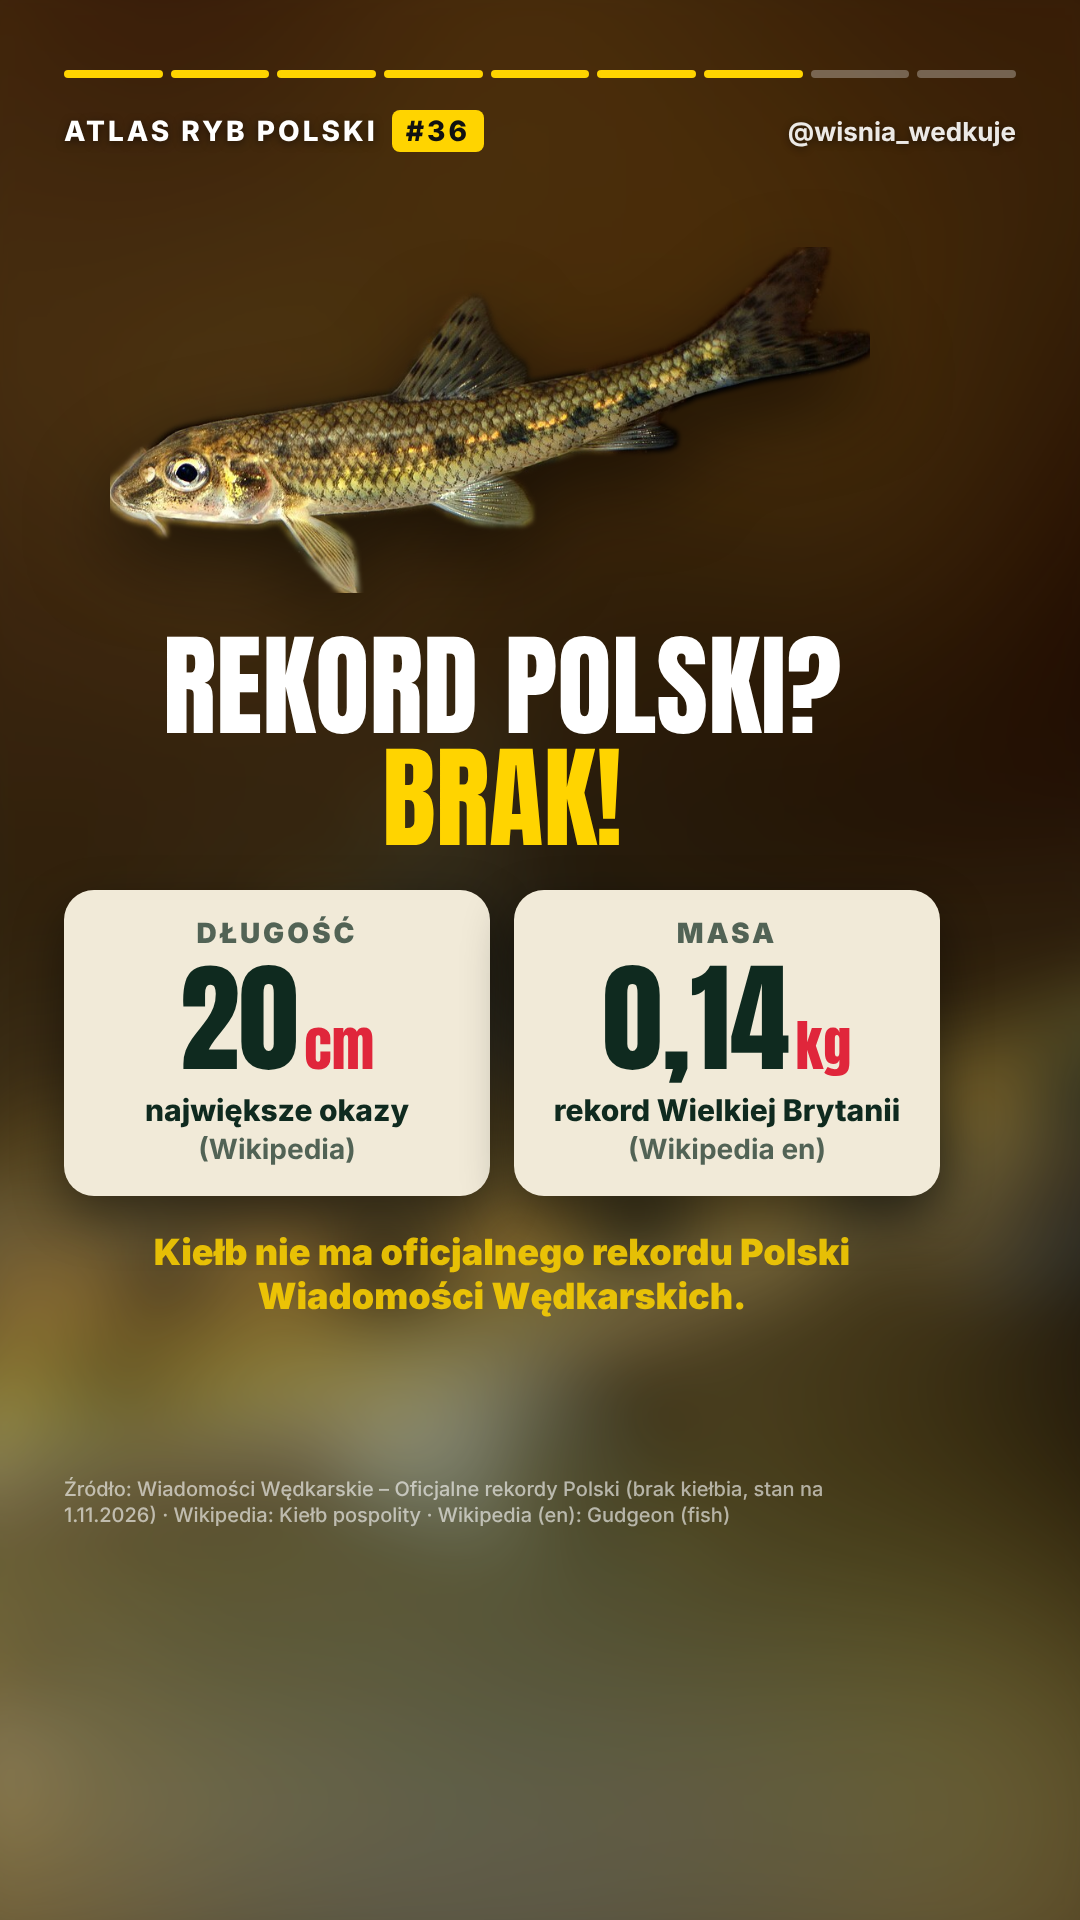 ATLAS RYB POLSKI #36
@wisnia_wedkuje
REKORD POLSKI?
BRAK!
DŁUGOŚĆ
20 cm
największe okazy
(Wikipedia)
MASA
0,14 kg
rekord Wielkiej Brytanii
(Wikipedia en)
Kiełb nie ma oficjalnego rekordu Polski
Wiadomości Wędkarskich.
Źródło: Wiadomości Wędkarskie – Oficjalne rekordy Polski (brak kiełbia, stan na
1.11.2026) · Wikipedia: Kiełb pospolity · Wikipedia (en): Gudgeon (fish)